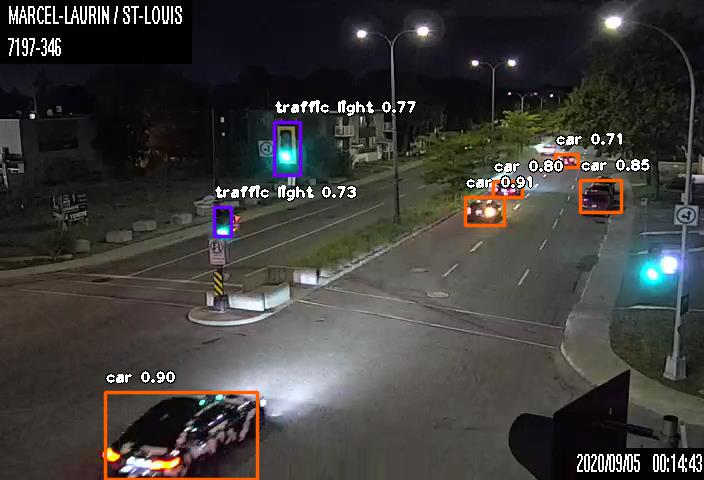 MARCEL-LAURIN / ST-LOUIS
7197-346
traffic light 0.77
car 0.71
car 0.80
car 0.85
car 0.91
traffic light 0.73
car 0.90
2020/09/05 00:14:43